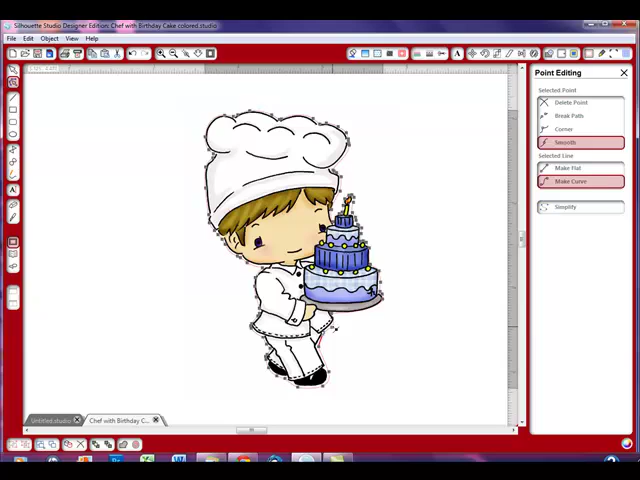 Silhouette Studio Designer Edition: Chef with Birthday Cake colored.studio
File Edit Object View Help
Point Editing
Selected Point
Delete Point
Break Path
Corner
Smooth
Selected Line
Make Flat
Make Curve
Simplify
Untitled.studio
Chef with Birthday C...